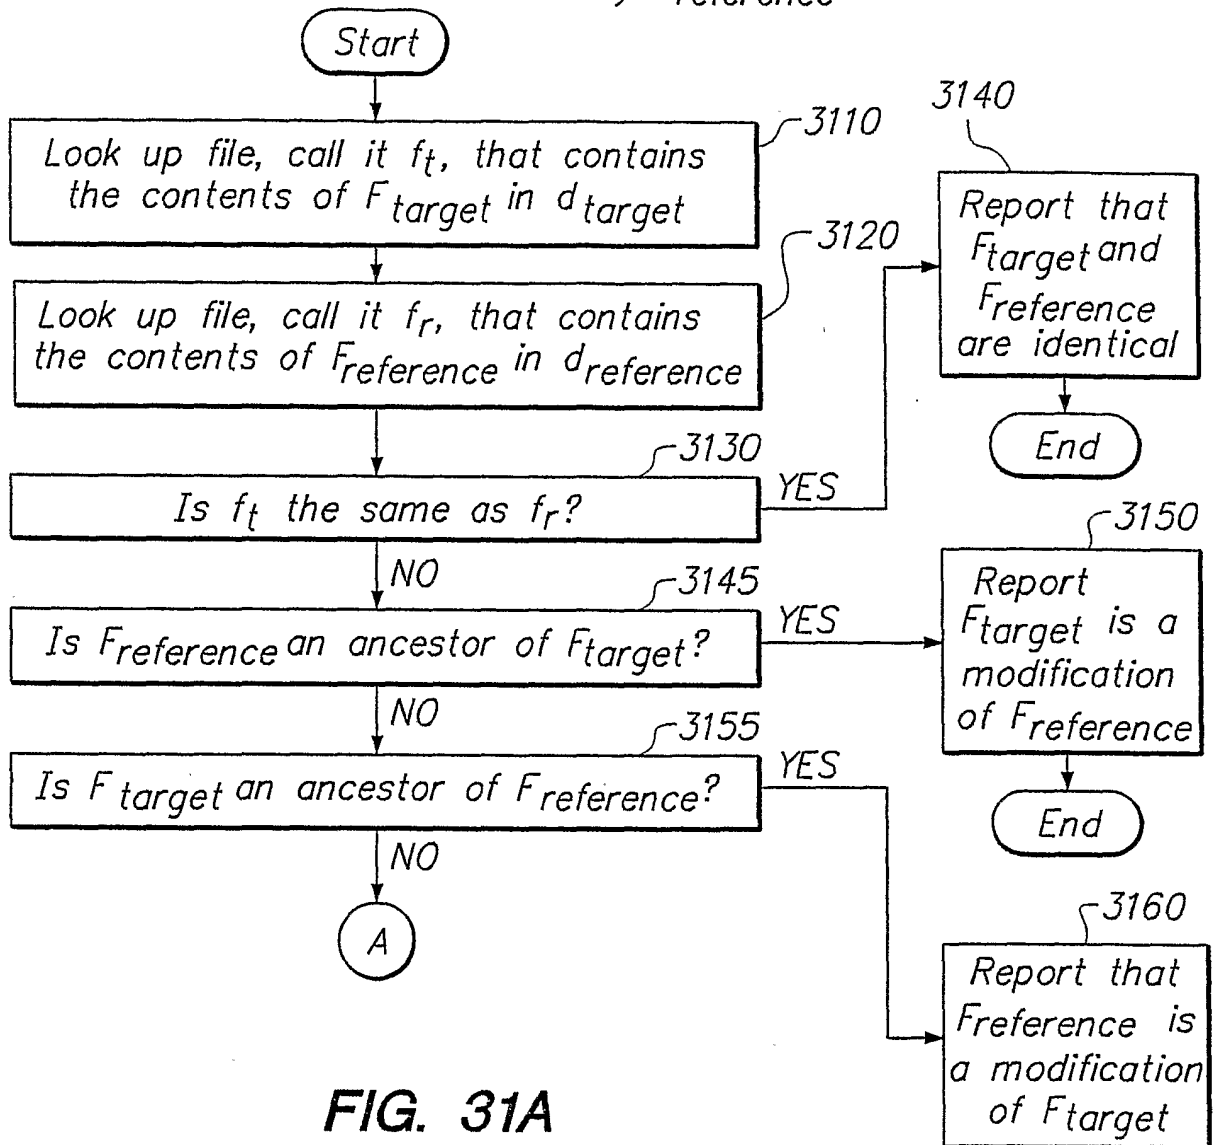 reference
Start
3110
Look up file, call it ft, that contains
the contents of Ftarget in dtarget
3120
Look up file, call it fr, that contains
the contents of Freference in dreference
3130
Is ft the same as fr?
YES
3140
Report that
Ftarget and
Freference
are identical
End
NO
3145
Is Freference an ancestor of Ftarget?
YES
3150
Report
Ftarget is a
modification
of Freference
End
NO
3155
Is Ftarget an ancestor of Freference?
YES
3160
Report that
Freference is
a modification
of Ftarget
NO
A
FIG. 31A